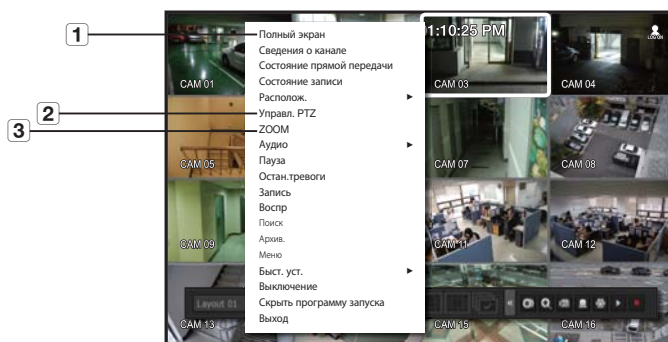 1
2
3
Полный экран
Сведения о канале
Состояние прямой передачи
Состояние записи
Располож.
Управл. PTZ
ZOOM
Аудио
Пауза
Остан.тревоги
Запись
Воспр
Поиск
Архив.
Меню
Быст. уст.
Выключение
Скрыть программу запуска
Выход
1:10:25 PM
LOG ON
CAM 01
CAM 03
CAM 04
CAM 05
CAM 07
CAM 08
CAM 09
CAM 11
CAM 12
Layout 01
CAM 13
CAM 15
CAM 16